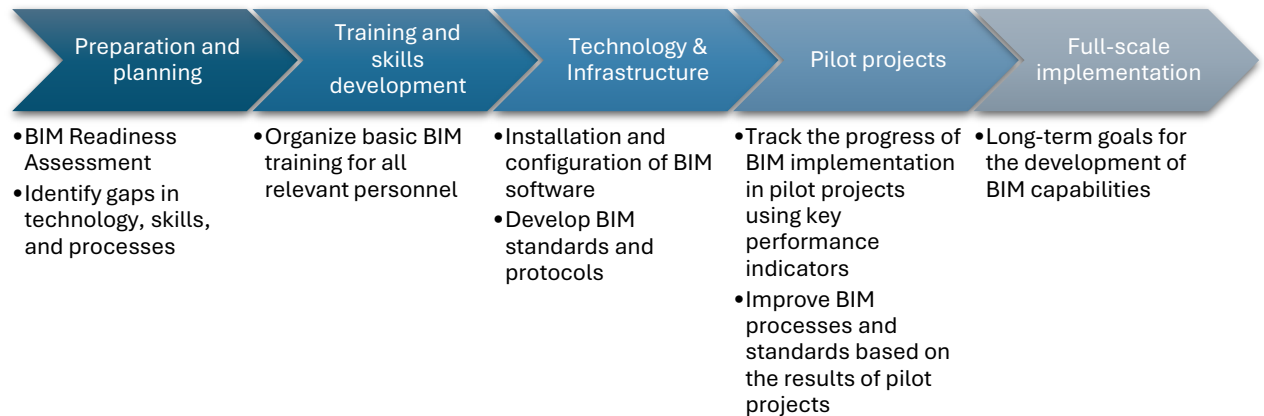 Preparation and
planning
Training and
skills
development
Technology &
Infrastructure
Pilot projects
Full-scale
implementation
•BIM Readiness
Assessment
•Identify gaps in
technology, skills,
and processes
•Organize basic BIM
training for all
relevant personnel
•Installation and
configuration of BIM
software
•Develop BIM
standards and
protocols
•Track the progress of
BIM implementation
in pilot projects
using key
performance
indicators
•Improve BIM
processes and
standards based on
the results of pilot
projects
•Long-term goals for
the development of
BIM capabilities